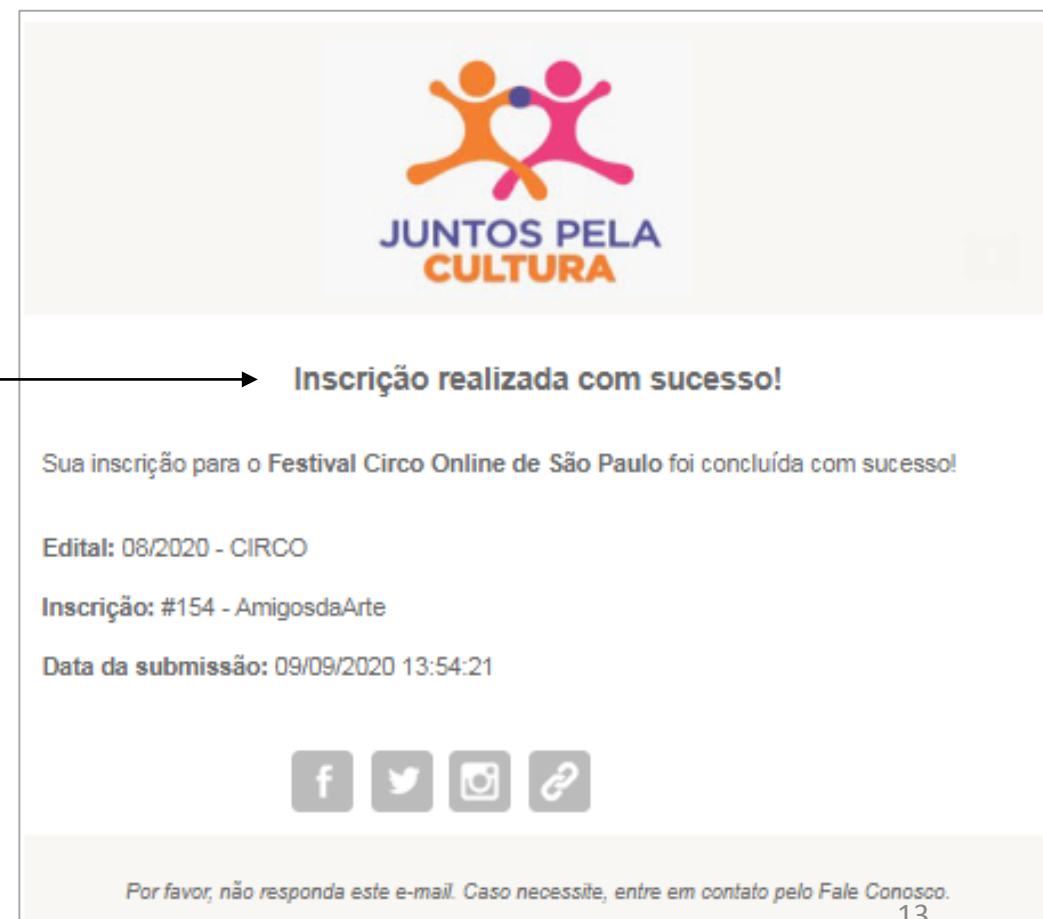 JUNTOS PELA
CULTURA
Inscrição realizada com sucesso!
Sua inscrição para o Festival Circo Online de São Paulo foi concluída com sucesso!
Edital: 08/2020 - CIRCO
Inscrição: #154 - AmigosdaArte
Data da submissão: 09/09/2020 13:54:21
Por favor, não responda este e-mail. Caso necessite, entre em contato pelo Fale Conosco.
13